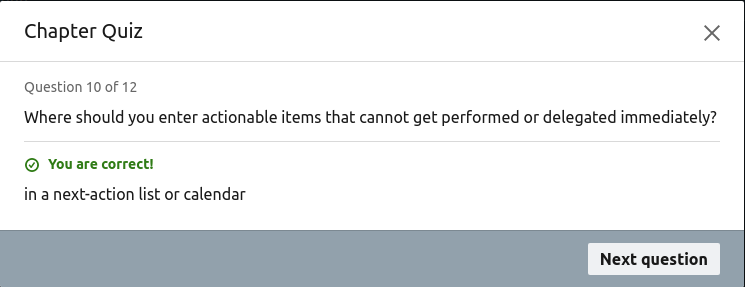 Chapter Quiz
Question 10 of 12
Where should you enter actionable items that cannot get performed or delegated immediately?
You are correct!
in a next-action list or calendar
Next question